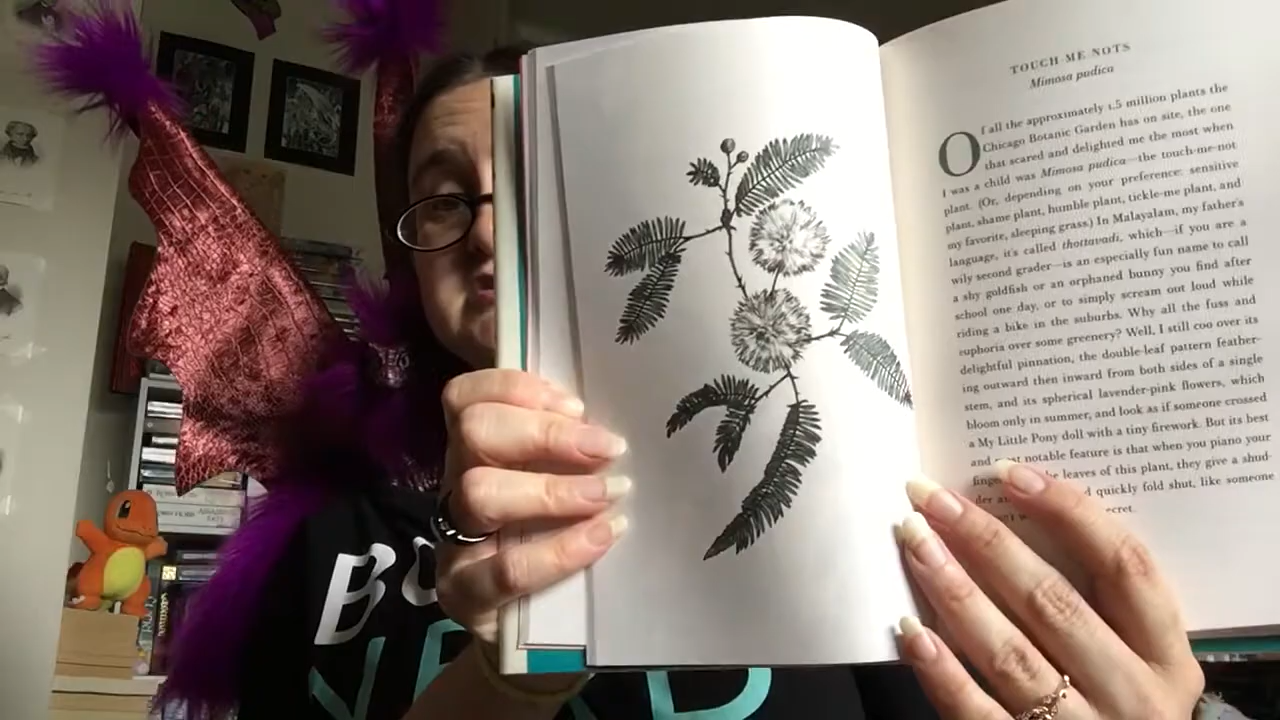 TOUCH-ME-NOTS
Mimosa pudica
Of all the approximately 1.5 million plants the
Chicago Botanic Garden has on site, the one
that scared and delighted me the most when
I was a child was Mimosa pudica—the touch-me-not
plant. (Or, depending on your preference: sensitive
plant, shame plant, humble plant, tickle-me plant, and
my favorite, sleeping grass.) In Malayalam, my father's
language, it's called thottavadi, which—if you are a
wily second grader—is an especially fun name to call
a shy goldfish or an orphaned bunny you find after
school one day, or to simply scream out loud while
riding a bike in the suburbs. Why all the fuss and
euphoria over some greenery? Well, I still coo over its
delightful pinnation, the double-leaf pattern feather-
ing outward then inward from both sides of a single
stem, and its spherical lavender-pink flowers, which
bloom only in summer, and look as if someone crossed
a My Little Pony doll with a tiny firework. But its best
and notable feature is that when you piano your
leaves of this plant, they give a shud-
quickly fold shut, like someone